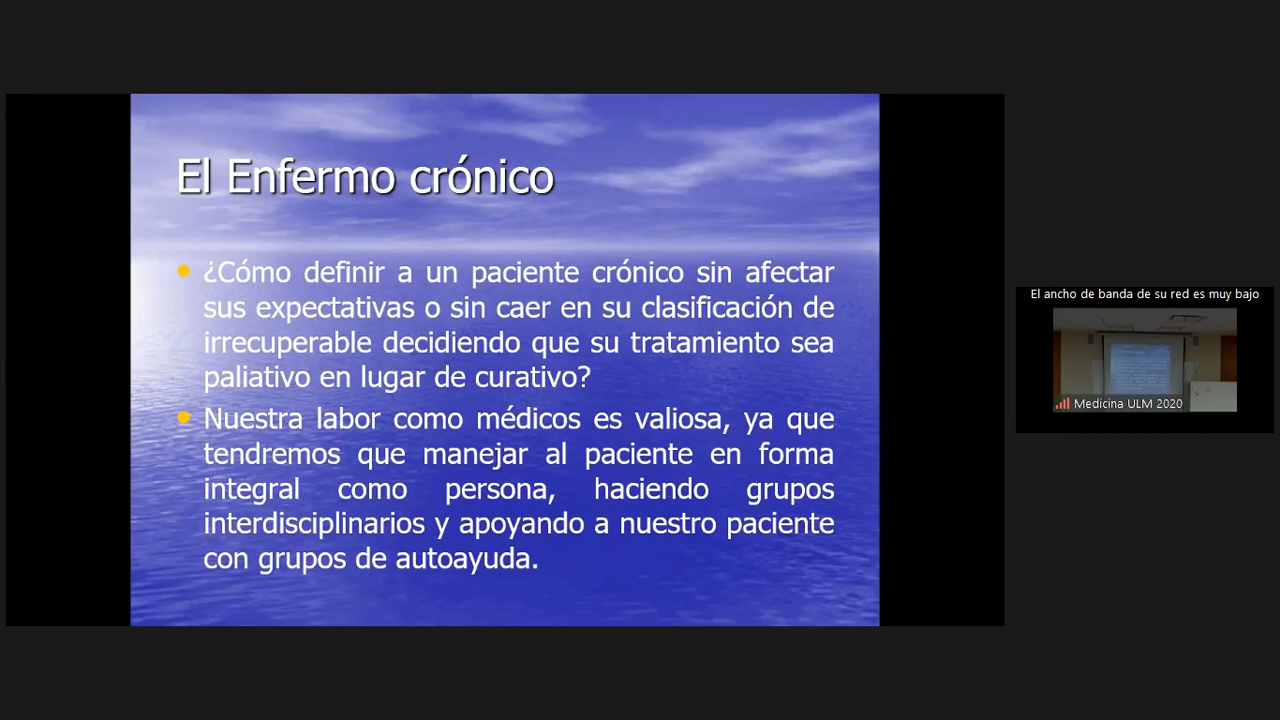 El Enfermo crónico
¿Cómo definir a un paciente crónico sin afectar
sus expectativas o sin caer en su clasificación de
irrecuperable decidiendo que su tratamiento sea
paliativo en lugar de curativo?
Nuestra labor como médicos es valiosa, ya que
tendremos que manejar al paciente en forma
integral como persona, haciendo grupos
interdisciplinarios y apoyando a nuestro paciente
con grupos de autoayuda.
El ancho de banda de su red es muy bajo
Medicina ULM 2020